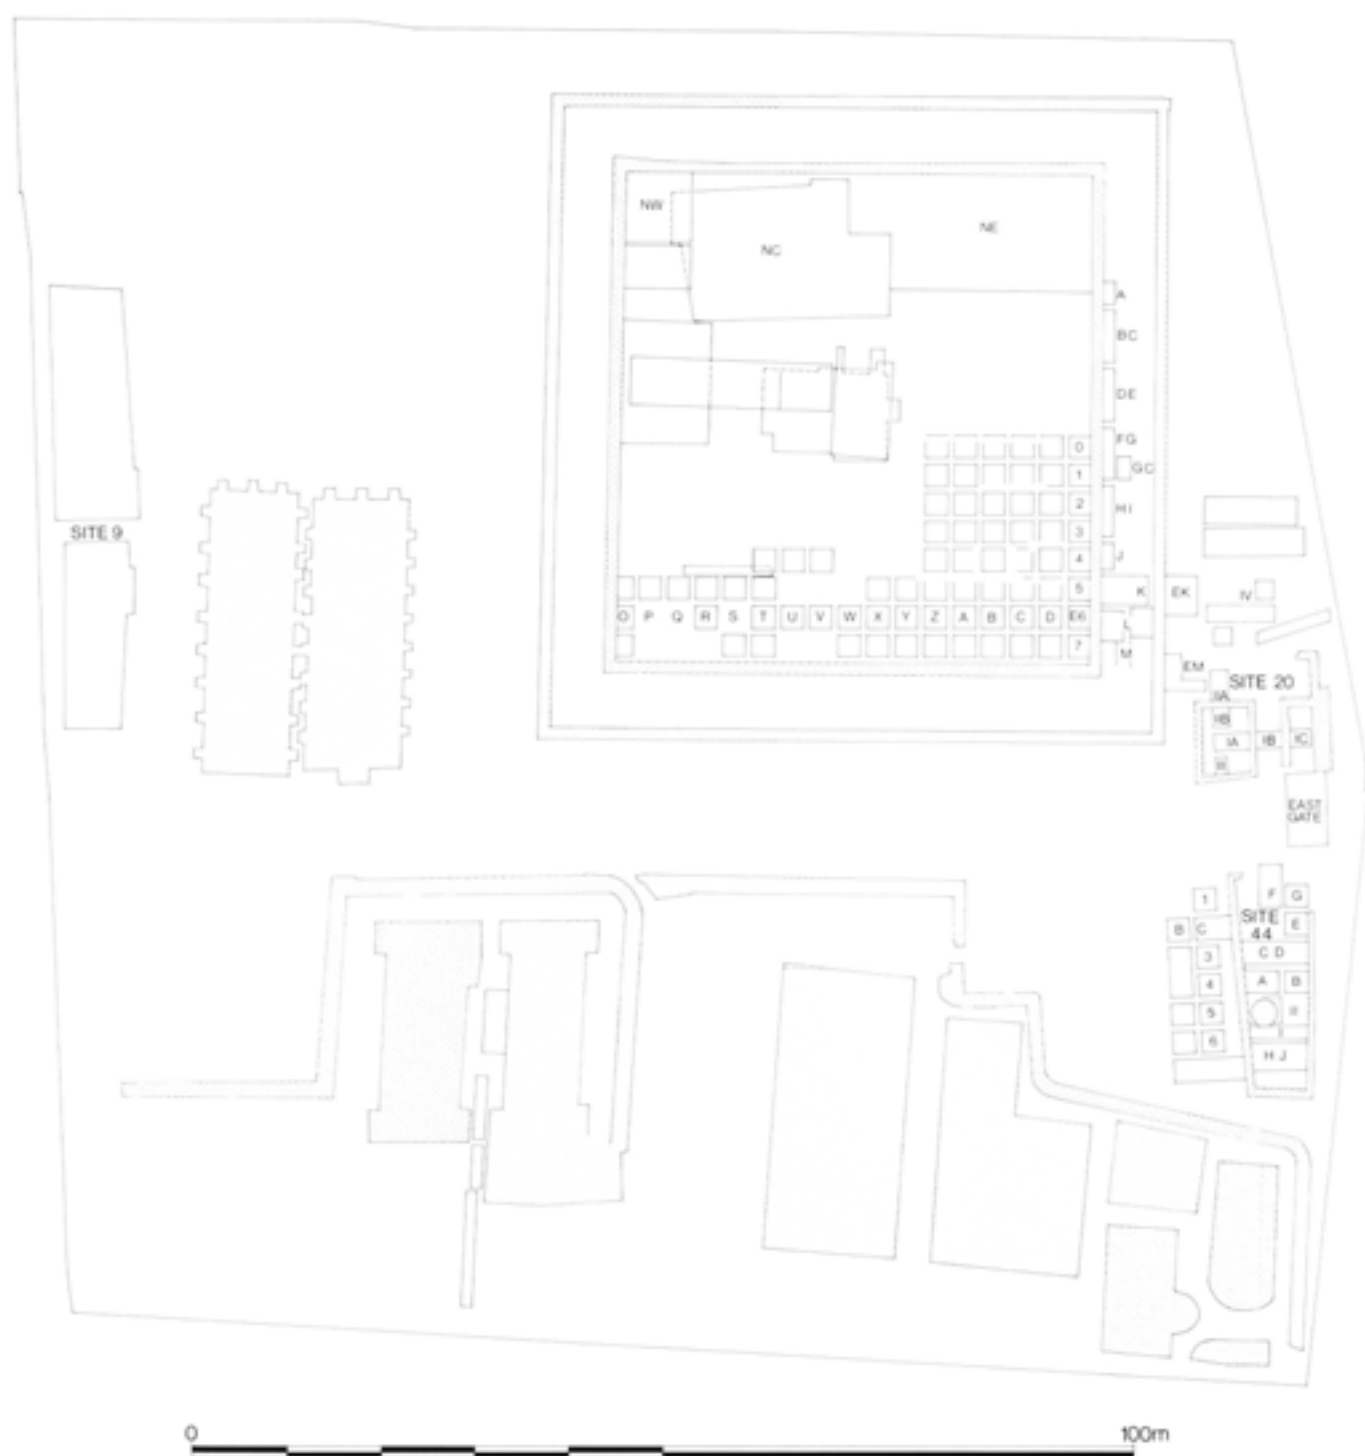 NW
NC
NE
A
BC
DE
0
FG
1
GC
2
HI
3
SITE 9
4
J
5
K
EK
IV
O P Q R S T U V W X Y Z A B C D E6
L
7
M
EM
SITE 20
IIA
IIB
IA
IB
IC
III
EAST
GATE
1
F
G
SITE
44
E
B
C
3
C D
4
A
B
5
II
6
H J
0
100m